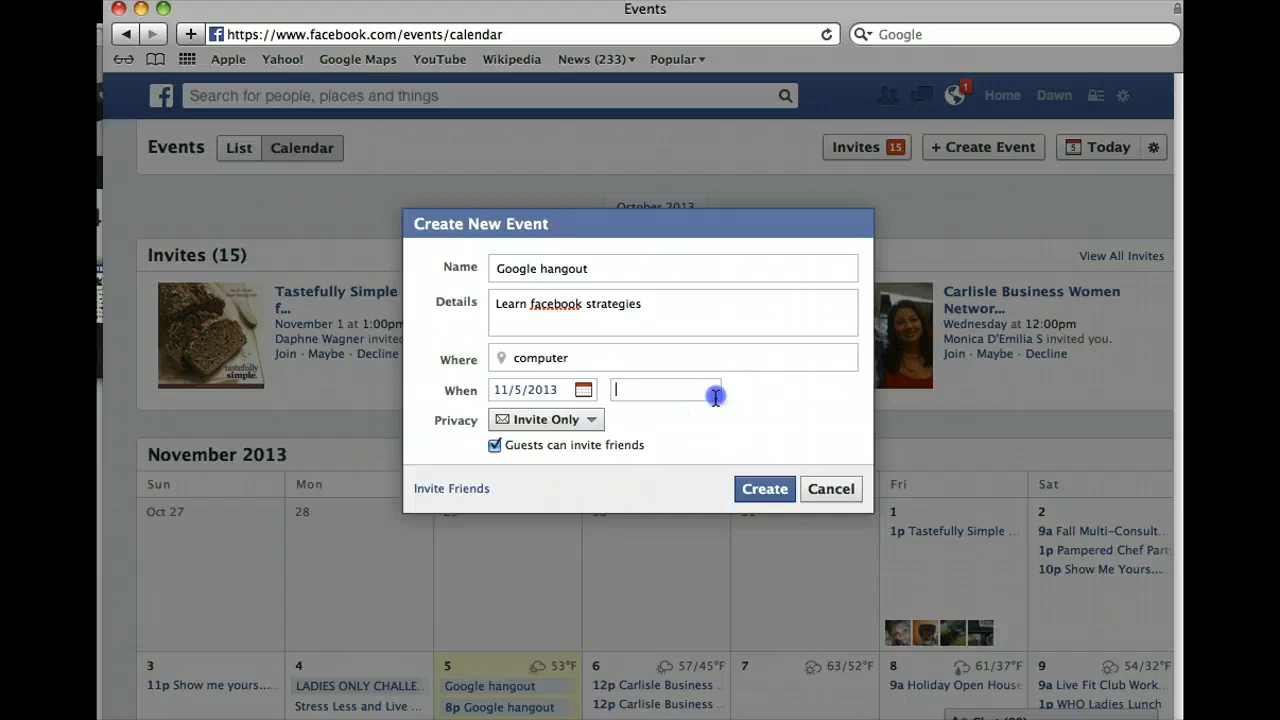 Events
https://www.facebook.com/events/calendar
Google
Apple Yahoo! Google Maps YouTube Wikipedia News (233)▾ Popular▾
Search for people, places and things
1
Home Dawn
Events List Calendar
Invites 15 + Create Event 5 Today
October 2013
Create New Event
Invites (15)
View All Invites
Tastefully Simple
f...
November 1 at 1:00pm
Daphne Wagner invited
Join · Maybe · Decline
tastefully
simple.
Name Google hangout
Details Learn facebook strategies
Where computer
When 11/5/2013
Privacy Invite Only
Guests can invite friends
Invite Friends Create Cancel
Carlisle Business Women
Networ...
Wednesday at 12:00pm
Monica D'Emilia S invited you.
Join · Maybe · Decline
November 2013
Sun Mon Fri Sat
Oct 27 28 1 2
1p Tastefully Simple ...
9a Fall Multi-Consult...
1p Pampered Chef Part
10p Show Me Yours....
3 4 5 53°F 6 57/45°F 7 63/52°F 8 61/37°F 9 54/32°F
11p Show me yours....
LADIES ONLY CHALLE...
Stress Less and Live ...
Google hangout
8p Google hangout
12p Carlisle Business ..
12p Carlisle Business ..
9a Holiday Open House
9a Live Fit Club Work...
1p WHO Ladies Lunch